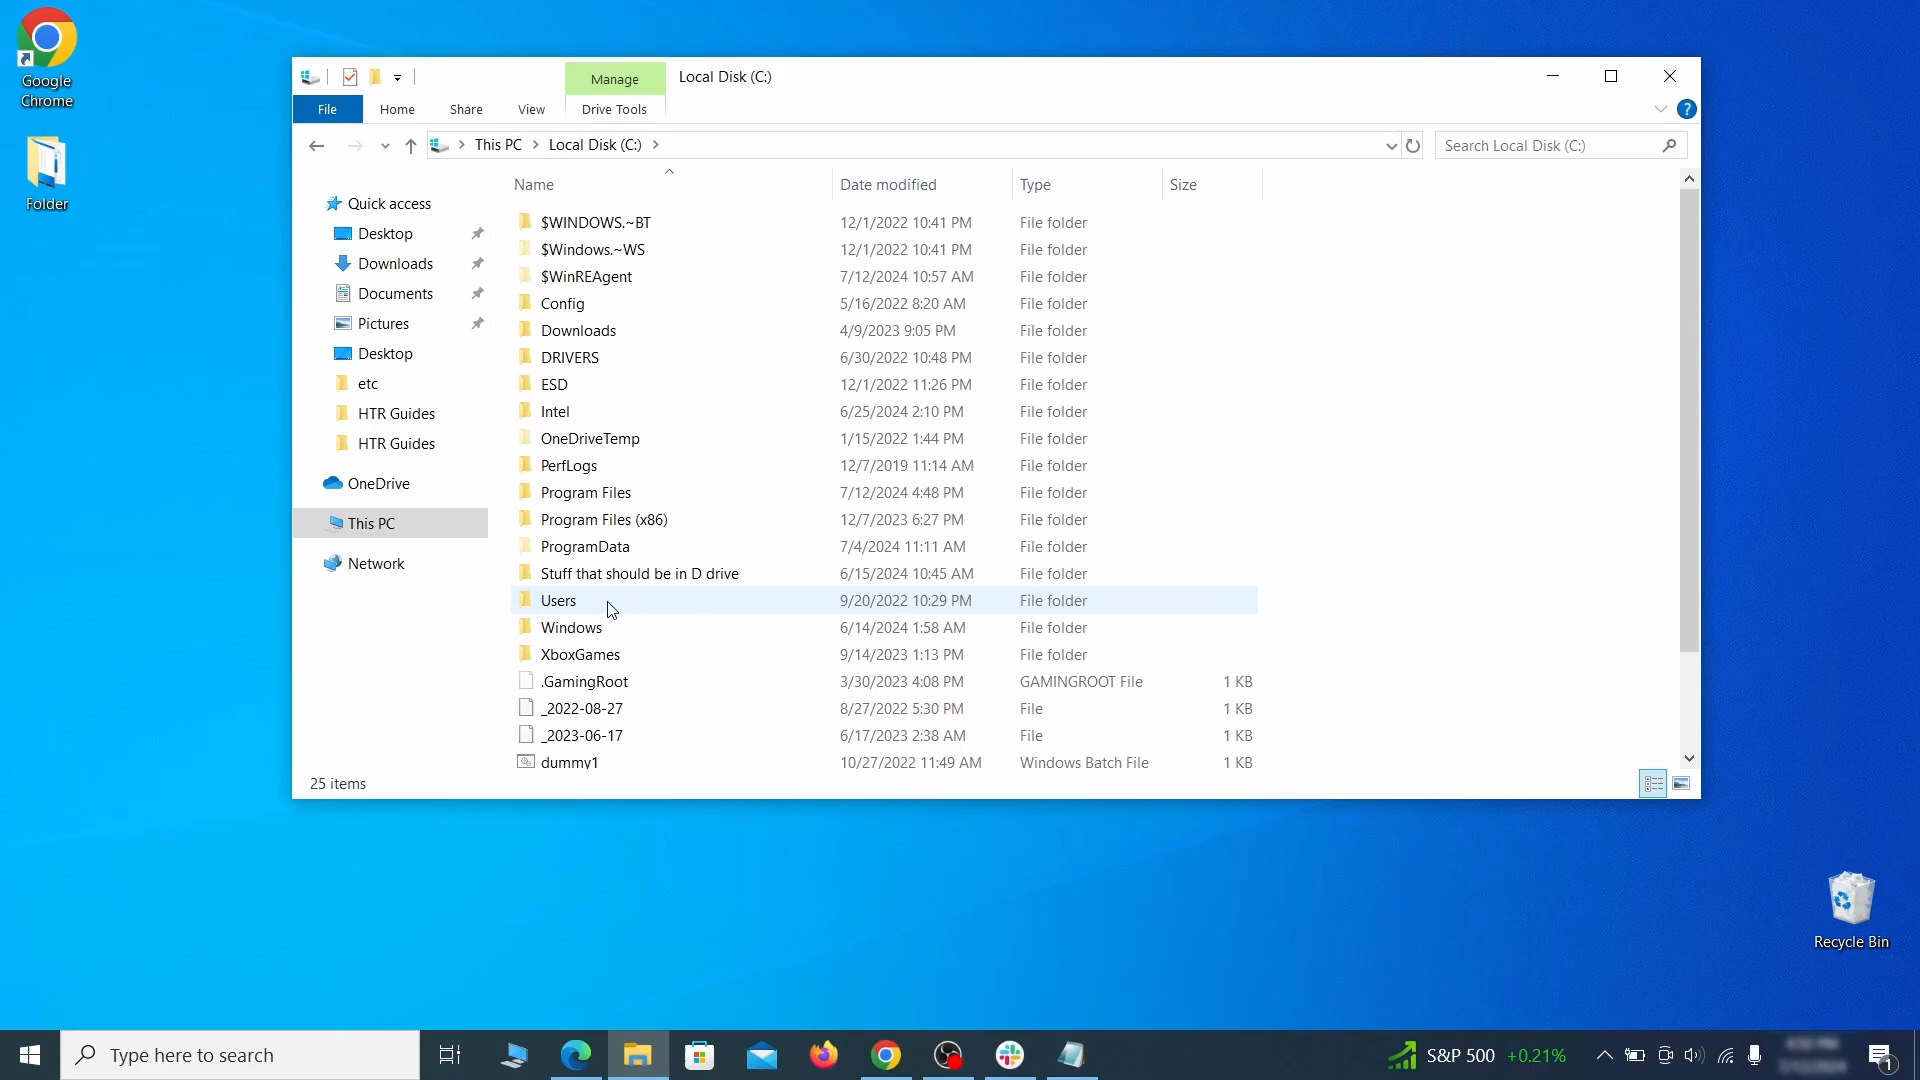 Google
Chrome
Folder
Manage
Local Disk (C:)
File
Home
Share
View
Drive Tools
?
This PC
Local Disk (C:)
Search Local Disk (C:)
Quick access
Desktop
Downloads
Documents
Pictures
Desktop
etc
HTR Guides
HTR Guides
OneDrive
This PC
Network
Name Date modified Type Size
$WINDOWS.~BT 12/1/2022 10:41 PM File folder
$Windows.~WS 12/1/2022 10:41 PM File folder
$WinREAgent 7/12/2024 10:57 AM File folder
Config 5/16/2022 8:20 AM File folder
Downloads 4/9/2023 9:05 PM File folder
DRIVERS 6/30/2022 10:48 PM File folder
ESD 12/1/2022 11:26 PM File folder
Intel 6/25/2024 2:10 PM File folder
OneDriveTemp 1/15/2022 1:44 PM File folder
PerfLogs 12/7/2019 11:14 AM File folder
Program Files 7/12/2024 4:48 PM File folder
Program Files (x86) 12/7/2023 6:27 PM File folder
ProgramData 7/4/2024 11:11 AM File folder
Stuff that should be in D drive 6/15/2024 10:45 AM File folder
Users 9/20/2022 10:29 PM File folder
Windows 6/14/2024 1:58 AM File folder
XboxGames 9/14/2023 1:13 PM File folder
.GamingRoot 3/30/2023 4:08 PM GAMINGROOT File 1 KB
_2022-08-27 8/27/2022 5:30 PM File 1 KB
_2023-06-17 6/17/2023 2:38 AM File 1 KB
dummy1 10/27/2022 11:49 AM Windows Batch File 1 KB
25 items
Recycle Bin
Type here to search
S&P 500 +0.21%
1